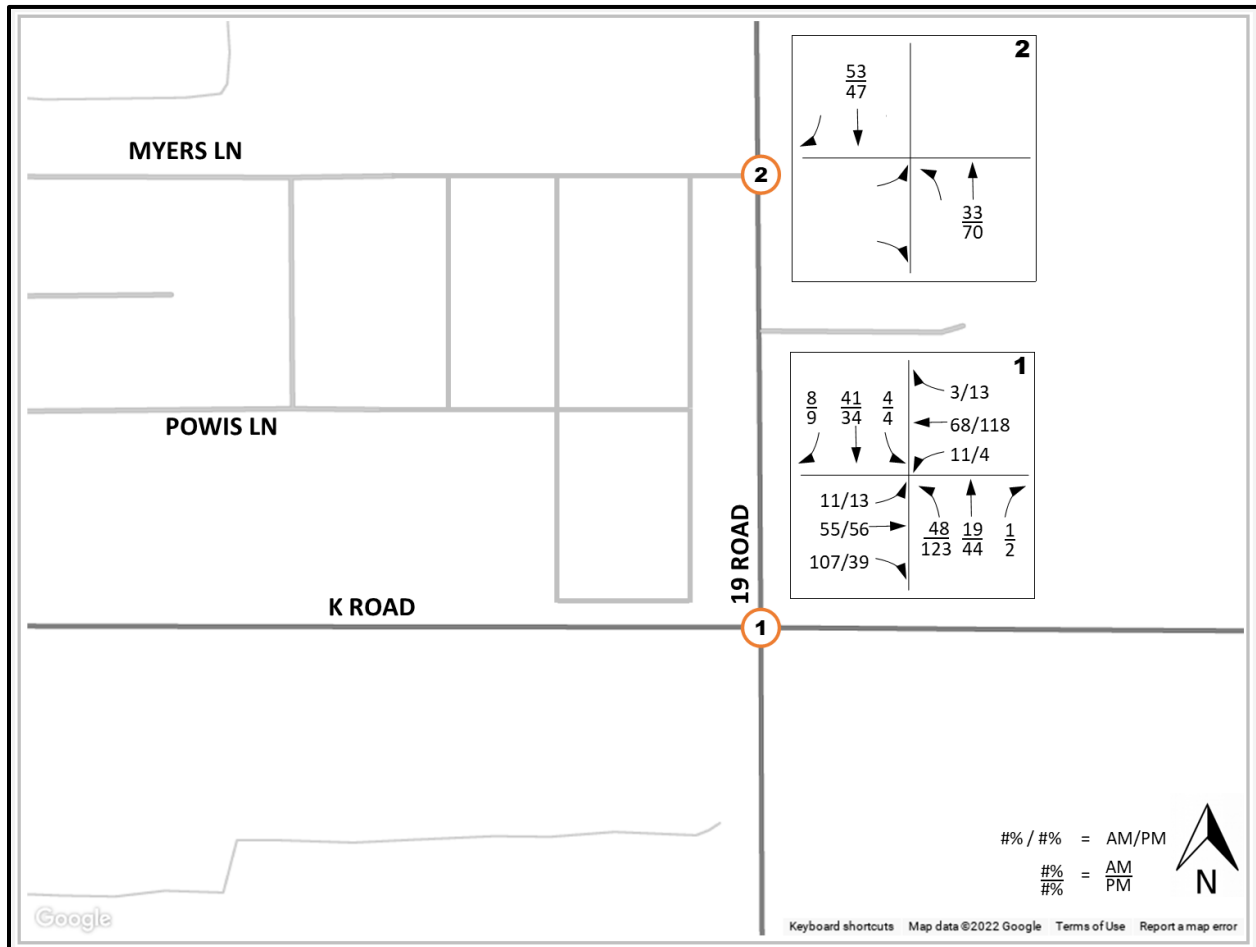 2
53
47
MYERS LN
2
33
70
1
8 41 4
9 34 4
3/13
68/118
11/4
POWIS LN
11/13
55/56
107/39
48 19 1
123 44 2
19 ROAD
K ROAD
1
#% / #% = AM/PM
#% = AM
#% PM
N
Google
Keyboard shortcuts Map data ©2022 Google Terms of Use Report a map error